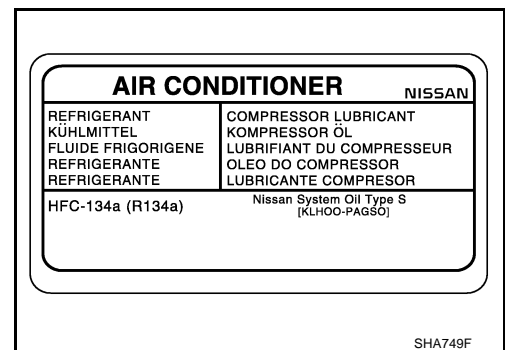 AIR CONDITIONER NISSAN
REFRIGERANT
KÜHLMITTEL
FLUIDE FRIGORIGENE
REFRIGERANTE
REFRIGERANTE
COMPRESSOR LUBRICANT
KOMPRESSOR ÖL
LUBRIFIANT DU COMPRESSEUR
OLEO DO COMPRESSOR
LUBRICANTE COMPRESOR
HFC-134a (R134a)
Nissan System Oil Type S
[KLHOO-PAGSO]
SHA749F